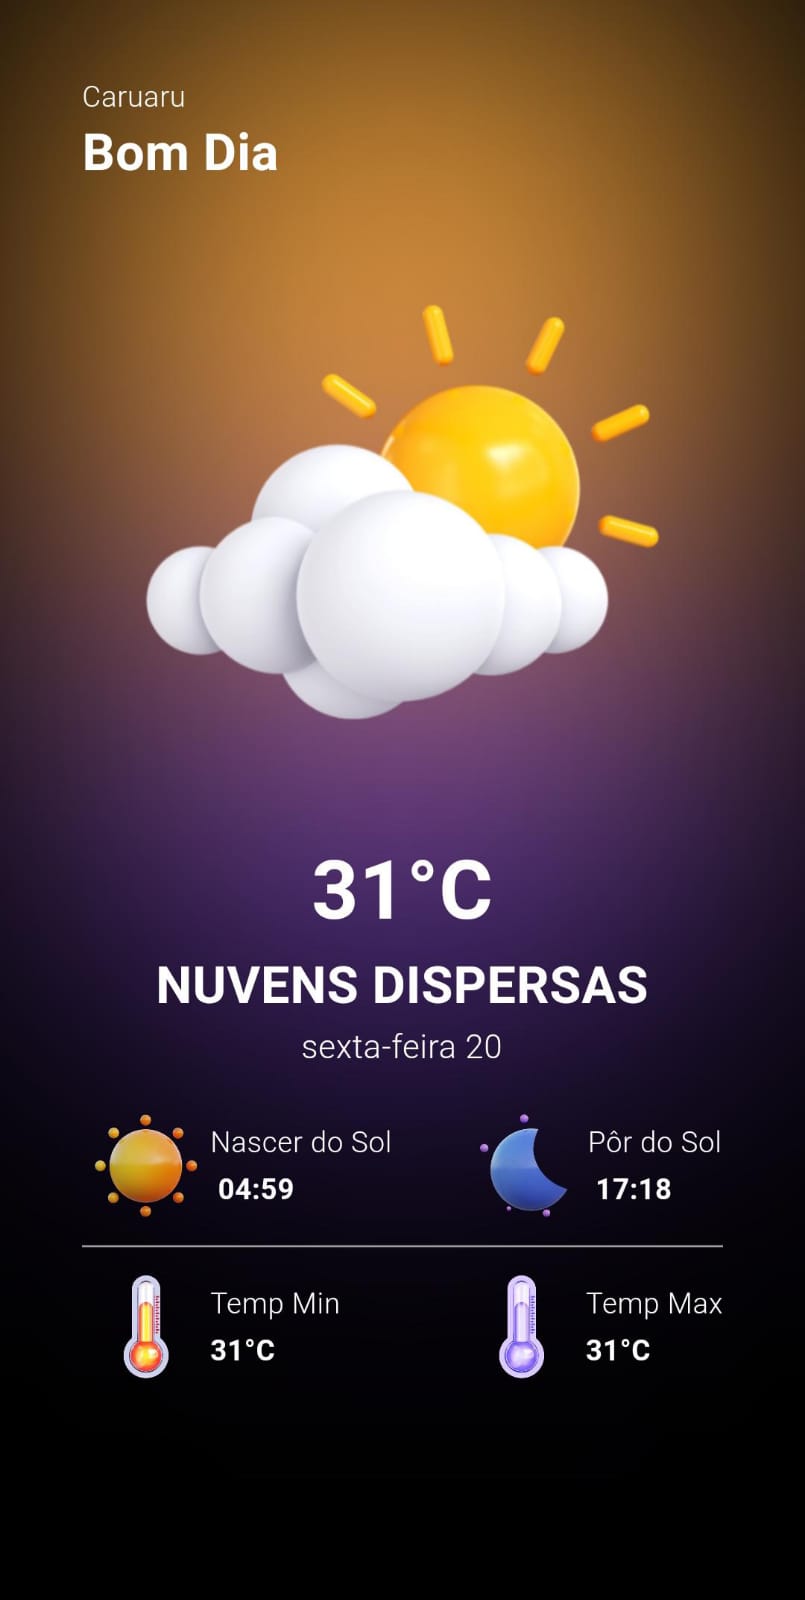 Caruaru
Bom Dia
31°C
NUVENS DISPERSAS
sexta-feira 20
Nascer do Sol
04:59
Pôr do Sol
17:18
Temp Min
31°C
Temp Max
31°C